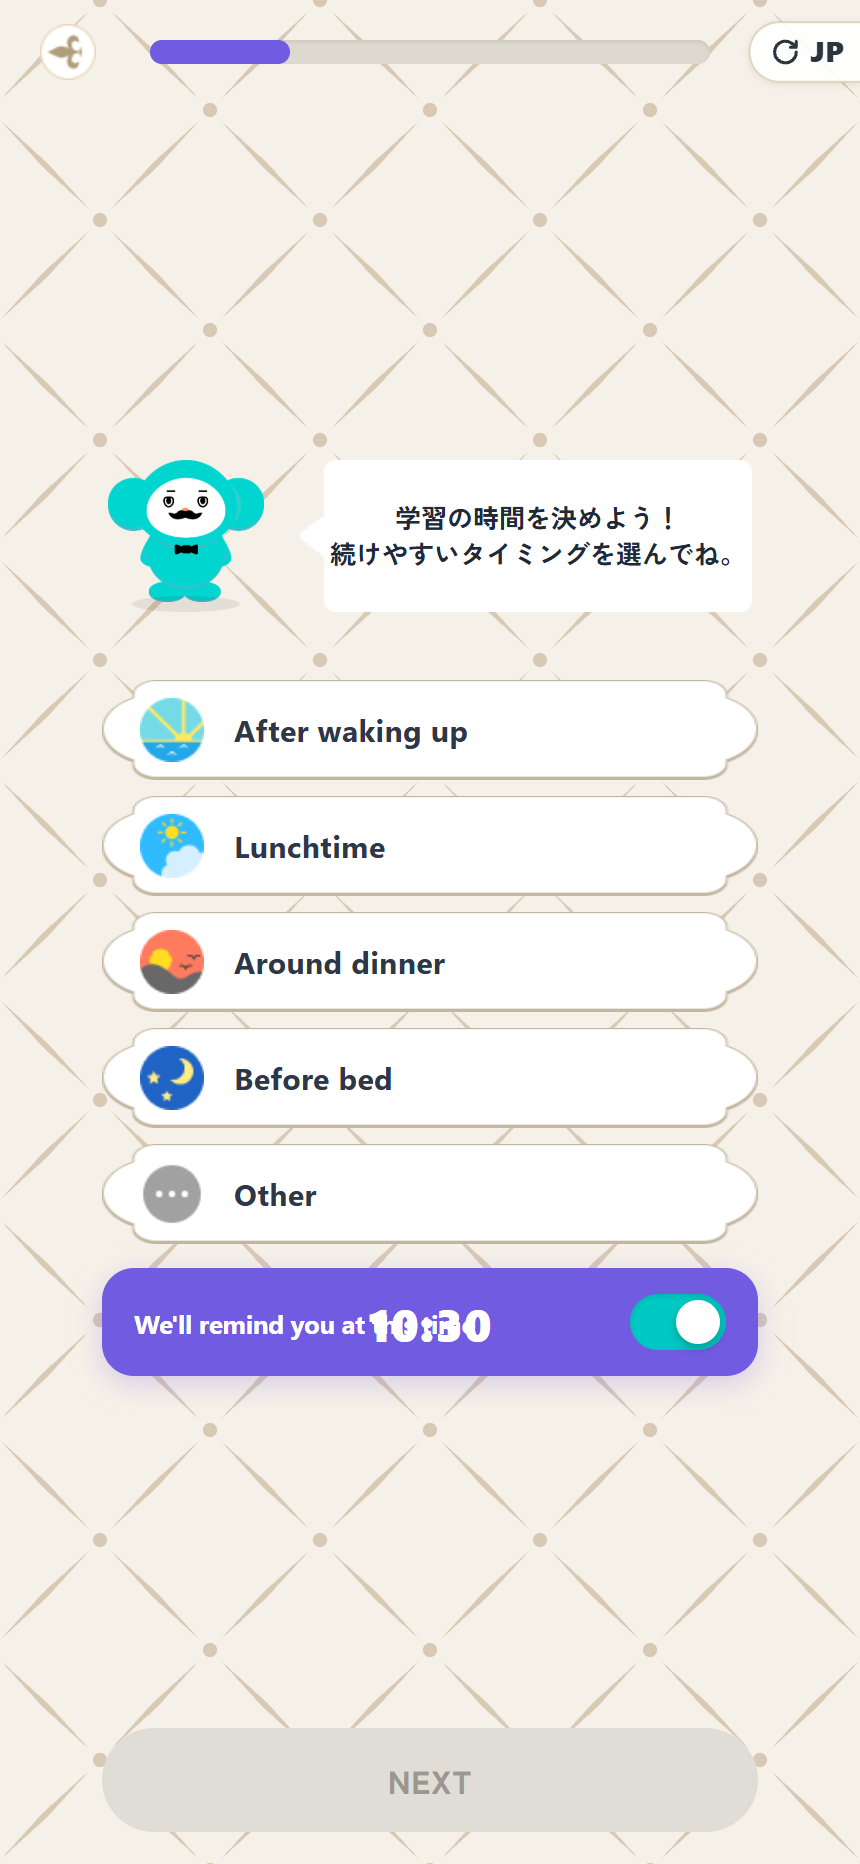 JP
学習の時間を決めよう！
続けやすいタイミングを選んでね。
After waking up
Lunchtime
Around dinner
Before bed
Other
We'll remind you at this time
10:30
NEXT